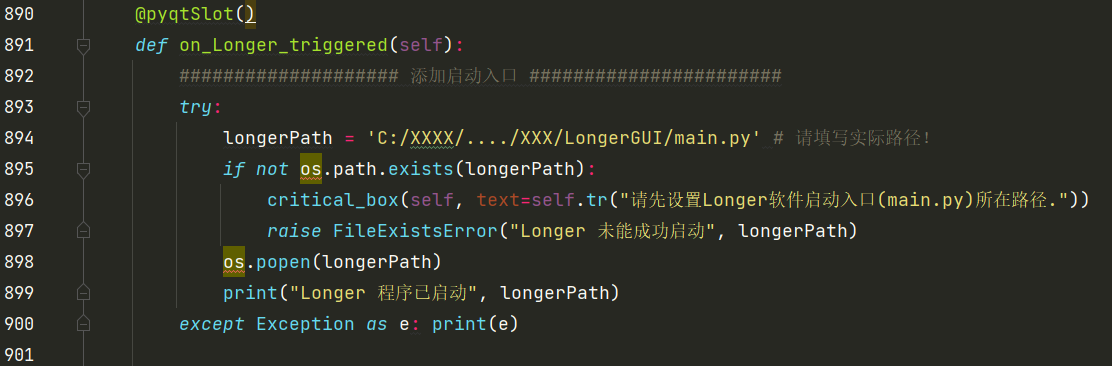 890 @pyqtSlot()
891 def on_Longer_triggered(self):
892 #################### 添加启动入口 #######################
893 try:
894 longerPath = 'C:/XXXX/..../XXX/LongerGUI/main.py' # 请填写实际路径!
895 if not os.path.exists(longerPath):
896 critical_box(self, text=self.tr("请先设置Longer软件启动入口(main.py)所在路径."))
897 raise FileExistsError("Longer 未能成功启动", longerPath)
898 os.popen(longerPath)
899 print("Longer 程序已启动", longerPath)
900 except Exception as e: print(e)
901